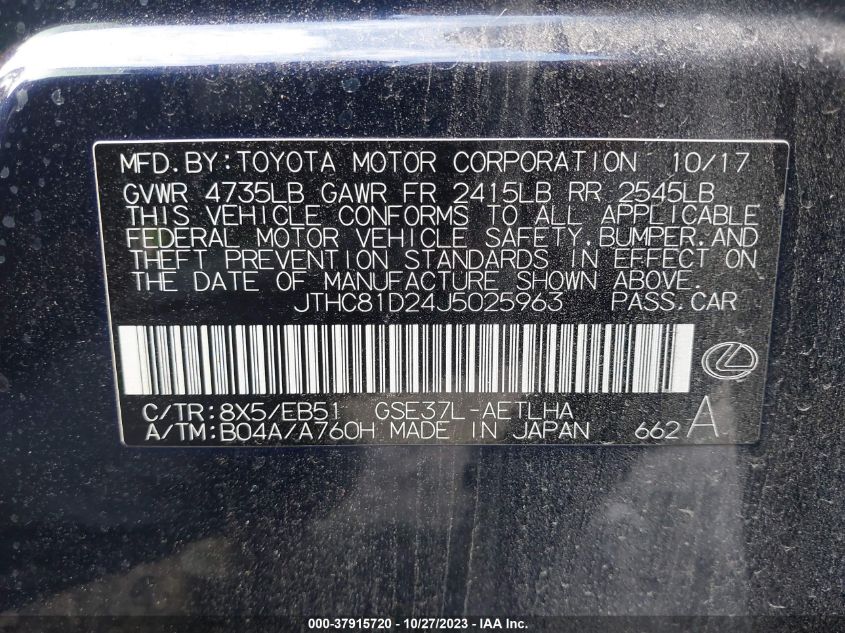 MFD.BY:TOYOTA MOTOR CORPORATION 10/17
GVWR 4735LB GAWR FR 2415LB RR 2545LB
THIS VEHICLE CONFORMS TO ALL APPLICABLE
FEDERAL MOTOR VEHICLE SAFETY,BUMPER,AND
THEFT PREVENTION STANDARDS IN EFFECT ON
THE DATE OF MANUFACTURE SHOWN ABOVE.
JTHC81D24J5025963 PASS.CAR
C/TR:8X5/EB51 GSE37L-AETLHA
A/TM:B04A/A760H MADE IN JAPAN 662 A
000-37915720 - 10/27/2023 - IAA Inc.